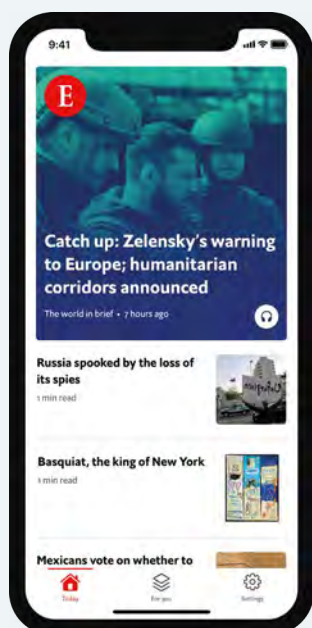 9:41
E
Catch up: Zelensky's warning
to Europe; humanitarian
corridors announced
The world in brief • 7 hours ago
Russia spooked by the loss of
its spies
1 min read
Basquiat, the king of New York
1 min read
Mexicans vote on whether to
Today
For you
Settings